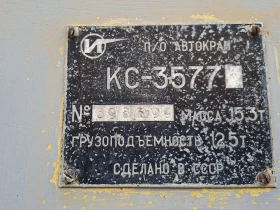 П/О АВТОКРАН
КС-3577
№
МАССА 15.3т
ГРУЗОПОДЪЕМНОСТЬ 12.5т
СДЕЛАНО В СССР